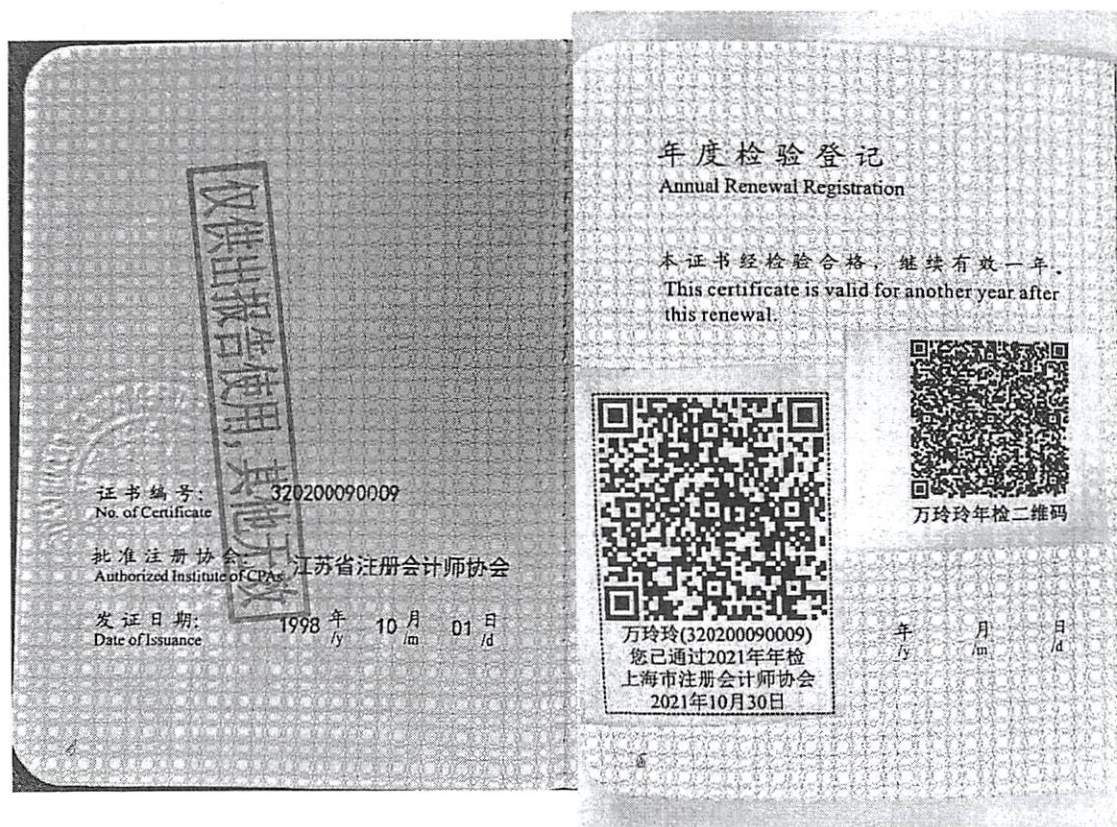 仅供出报告使用，其他无效
证书编号： 320200090009
No. of Certificate
批准注册协会： 江苏省注册会计师协会
Authorized Institute of CPAs
发证日期： 1998 年 10 月 01 日
Date of Issuance /y /m /d
年度检验登记
Annual Renewal Registration
本证书经检验合格，继续有效一年。
This certificate is valid for another year after
this renewal.
万玲玲年检二维码
万玲玲(320200090009)
您已通过2021年年检
上海市注册会计师协会
2021年10月30日
年 月 日
/y /m /d